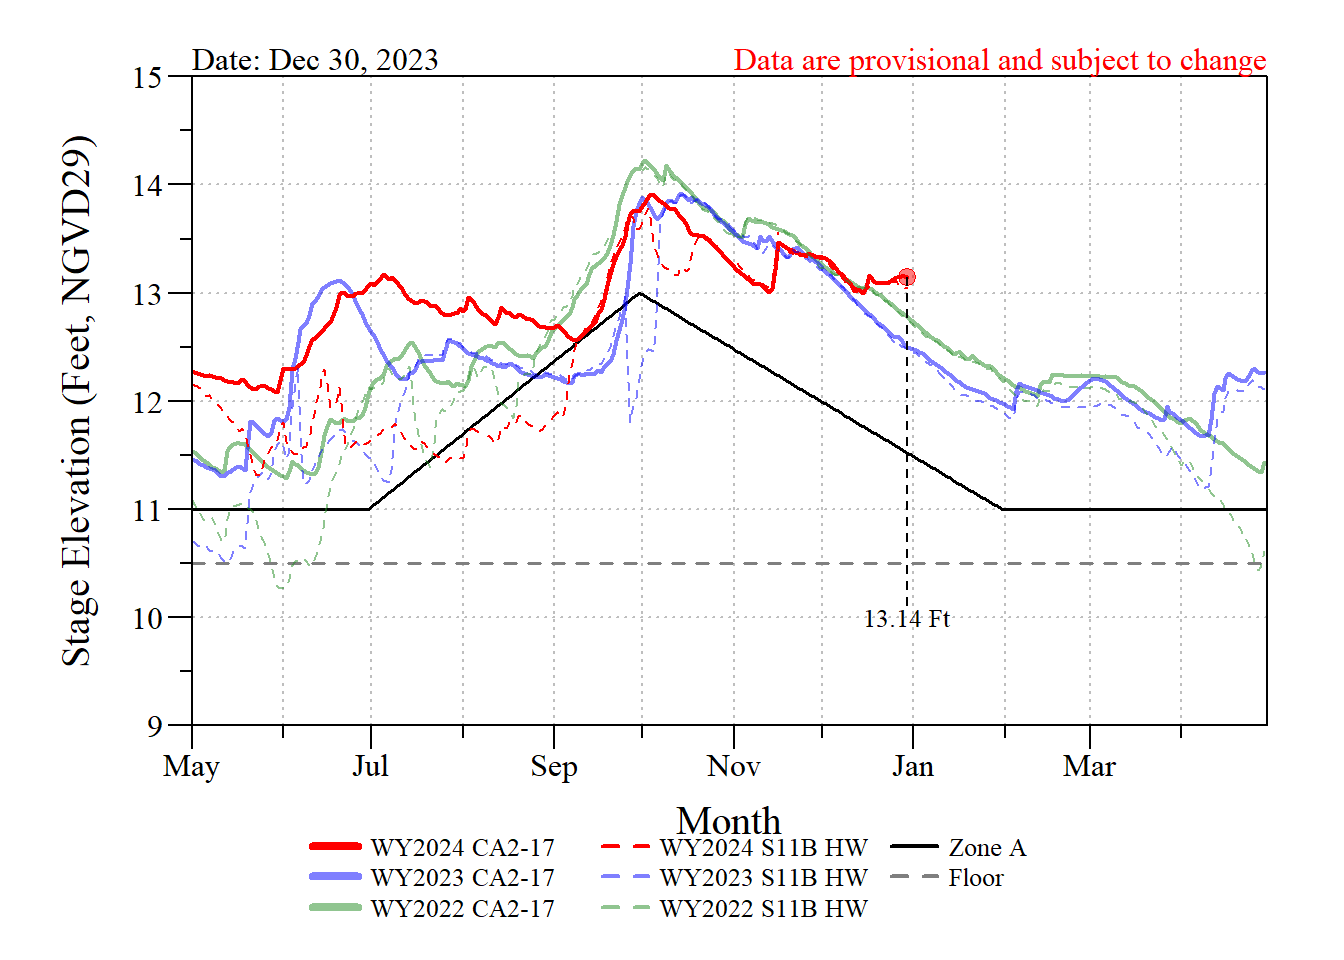 Date: Dec 30, 2023
Data are provisional and subject to change
15
14
13
12
11
10
9
Stage Elevation (Feet, NGVD29)
13.14 Ft
May Jul Sep Nov Jan Mar
Month
WY2024 CA2-17 WY2024 S11B HW Zone A
WY2023 CA2-17 WY2023 S11B HW Floor
WY2022 CA2-17 WY2022 S11B HW